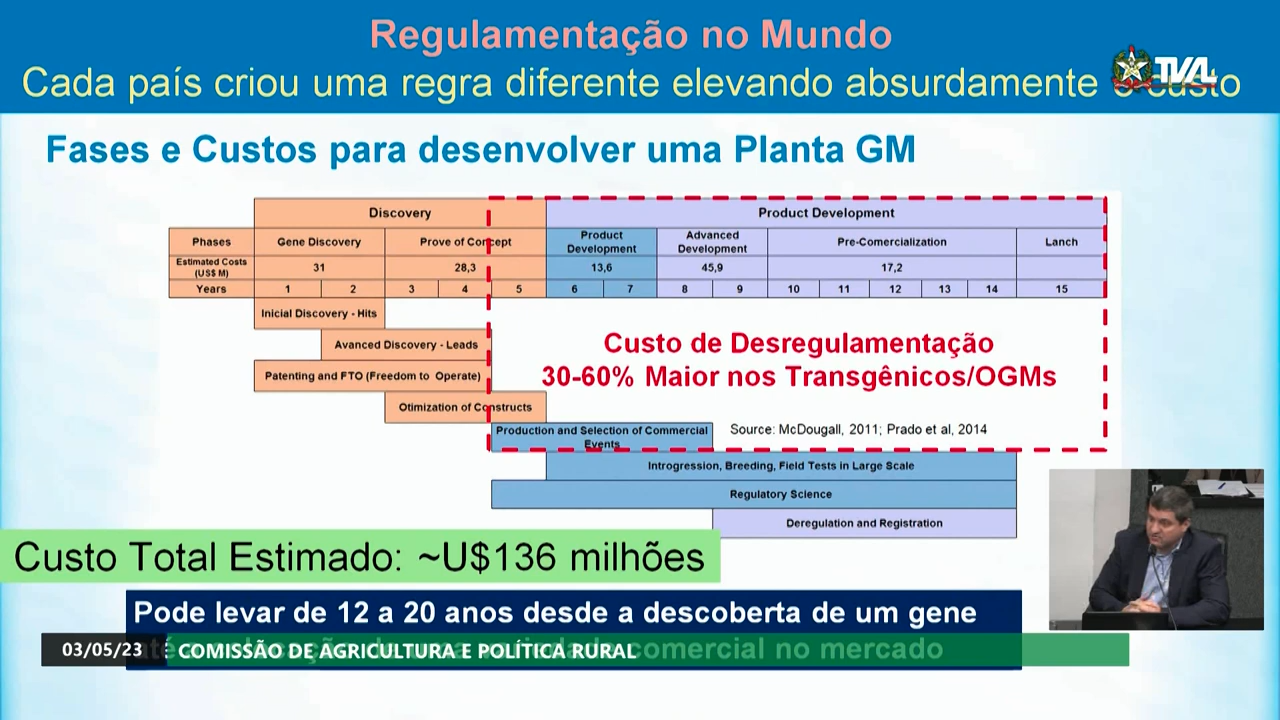 Regulamentação no Mundo
Cada país criou uma regra diferente elevando absurdamente o custo
TVAL
Fases e Custos para desenvolver uma Planta GM
Discovery
Product Development
Phases
Gene Discovery
Prove of Concept
Product Development
Advanced Development
Pre-Comercialization
Lanch
Estimated Costs (US$ M)
31
28,3
13,6
45,9
17,2
Years
1 2 3 4 5 6 7 8 9 10 11 12 13 14 15
Inicial Discovery - Hits
Avanced Discovery - Leads
Patenting and FTO (Freedom to Operate)
Otimization of Constructs
Custo de Desregulamentação
30-60% Maior nos Transgênicos/OGMs
Production and Selection of Commercial Events
Source: McDougall, 2011; Prado et al, 2014
Introgression, Breeding, Field Tests in Large Scale
Regulatory Science
Deregulation and Registration
Custo Total Estimado: ~U$136 milhões
Pode levar de 12 a 20 anos desde a descoberta de um gene
comercial no mercado
03/05/23
COMISSÃO DE AGRICULTURA E POLÍTICA RURAL